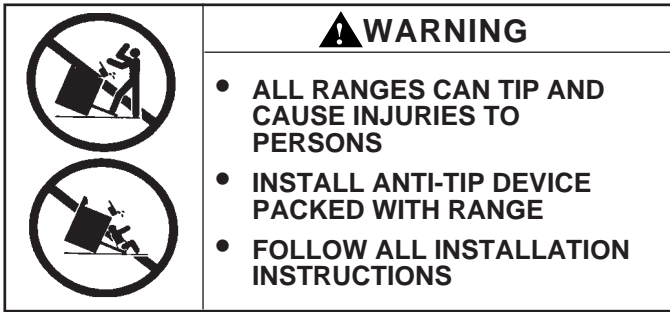 WARNING
• ALL RANGES CAN TIP AND
CAUSE INJURIES TO
PERSONS
• INSTALL ANTI-TIP DEVICE
PACKED WITH RANGE
• FOLLOW ALL INSTALLATION
INSTRUCTIONS